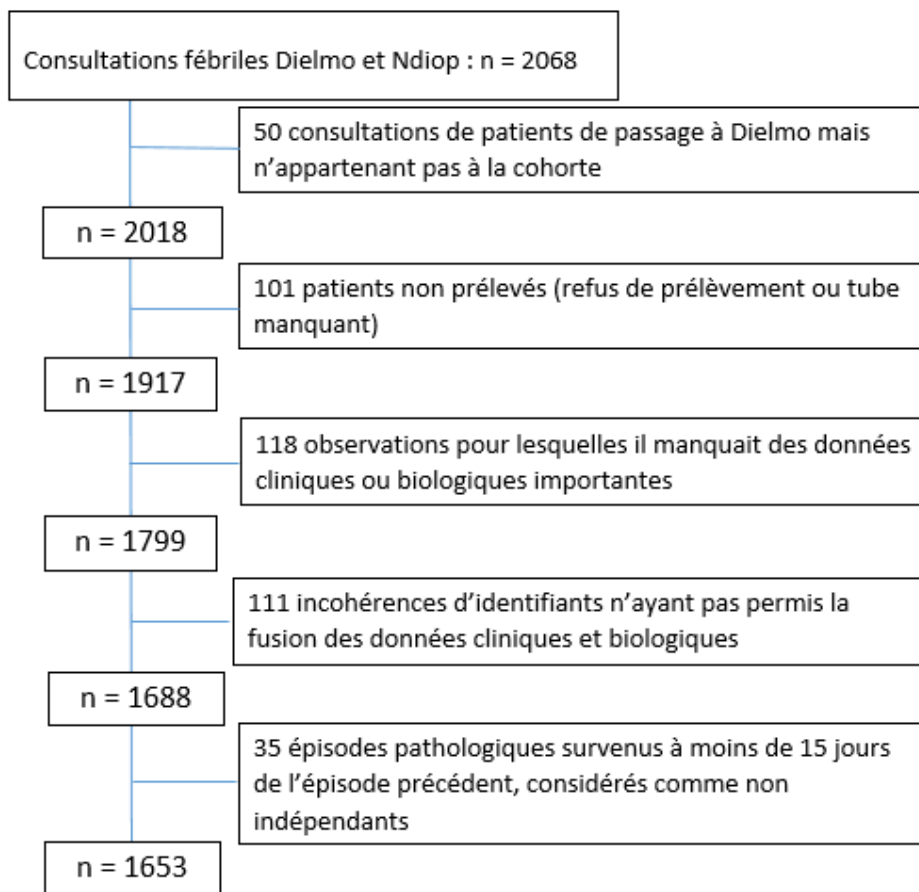 Consultations fébriles Dielmo et Ndiop : n = 2068
50 consultations de patients de passage à Dielmo mais
n’appartenant pas à la cohorte
n = 2018
101 patients non prélevés (refus de prélèvement ou tube
manquant)
n = 1917
118 observations pour lesquelles il manquait des données
cliniques ou biologiques importantes
n = 1799
111 incohérences d’identifiants n’ayant pas permis la
fusion des données cliniques et biologiques
n = 1688
35 épisodes pathologiques survenus à moins de 15 jours
de l’épisode précédent, considérés comme non
indépendants
n = 1653